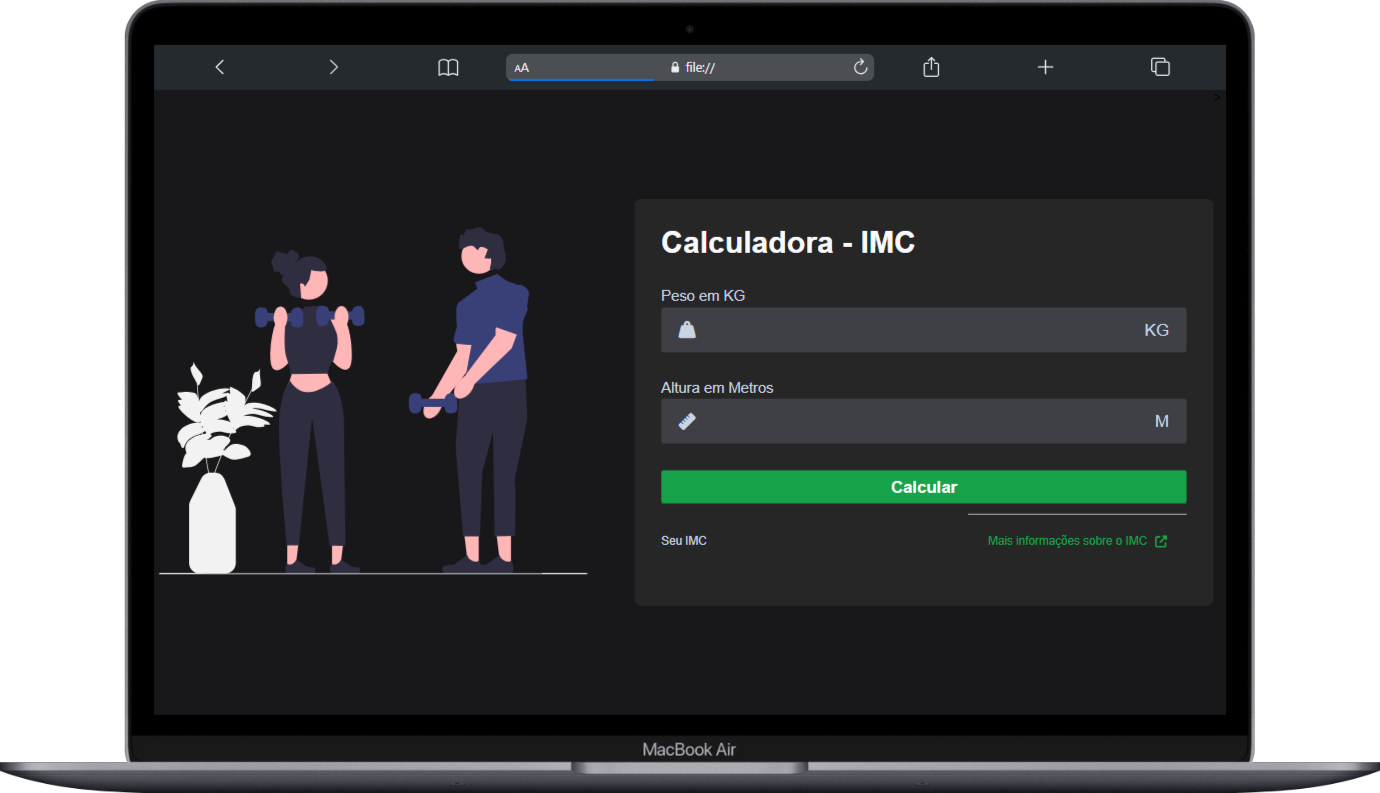 AA
file://
>
Calculadora - IMC
Peso em KG
KG
Altura em Metros
M
Calcular
Seu IMC
Mais informações sobre o IMC
MacBook Air